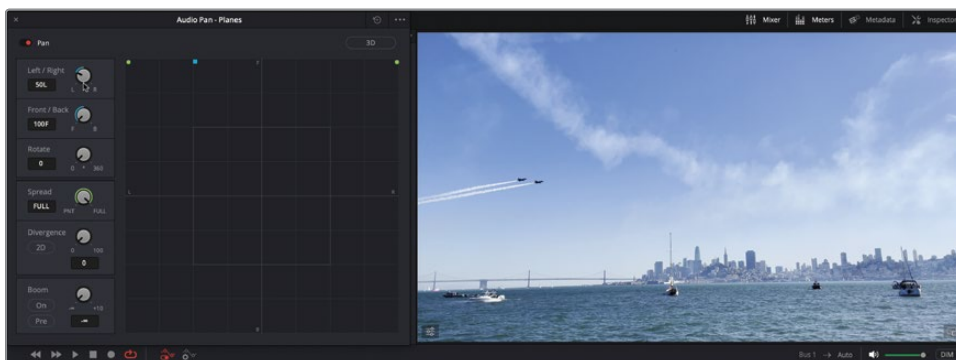 Audio Pan - Planes
Mixer
Meters
Metadata
Inspector
Pan
3D
Left / Right
50L
L R
Front / Back
100F
F B
Rotate
0
0 360
Spread
FULL
PNT FULL
Divergence
2D
0 100
0
Boom
On
-∞ +10
Pre
-∞
F
L
R
B
Bus 1 → Auto
DIM